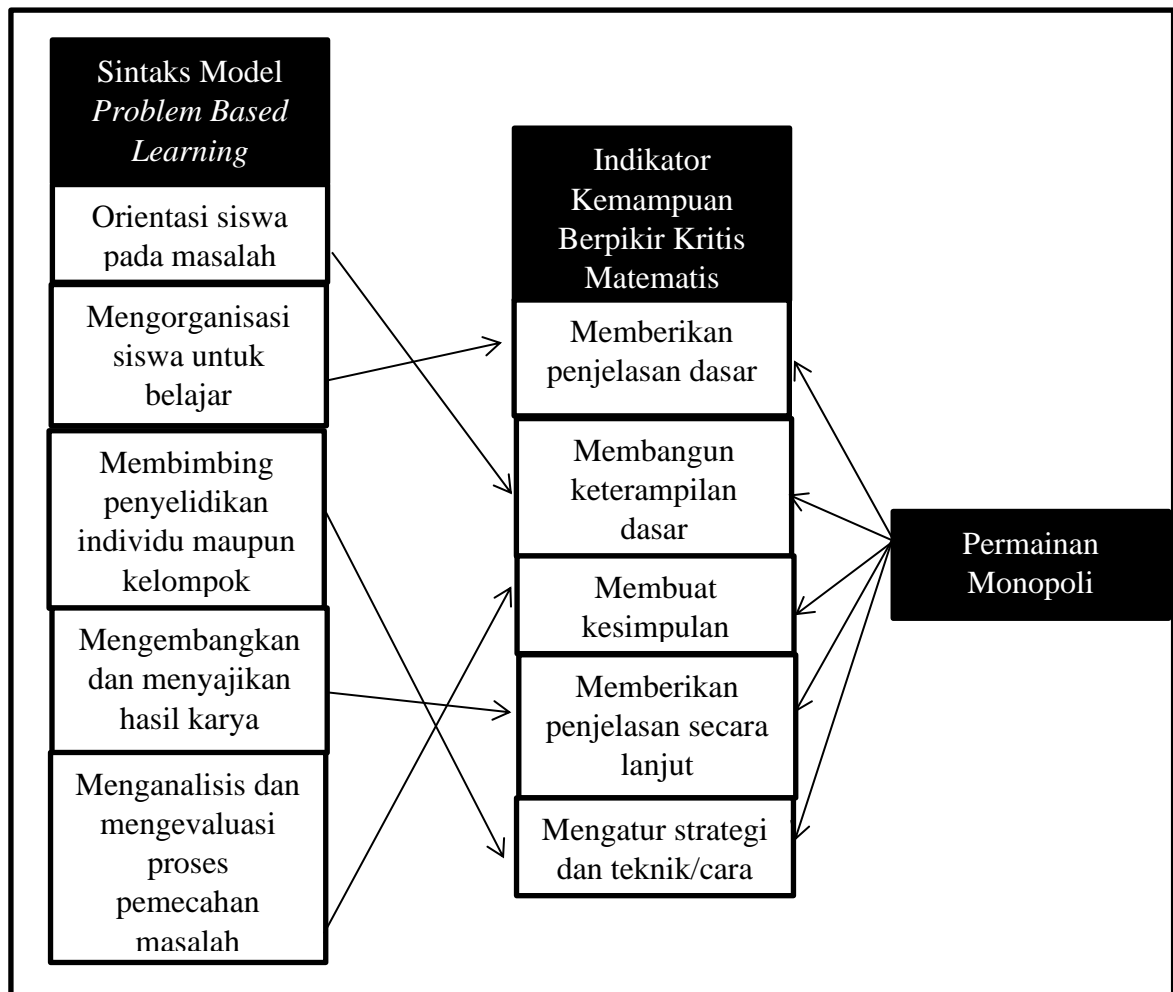 Sintaks Model
Problem Based
Learning
Orientasi siswa
pada masalah
Mengorganisasi
siswa untuk
belajar
Membimbing
penyelidikan
individu maupun
kelompok
Mengembangkan
dan menyajikan
hasil karya
Menganalisis dan
mengevaluasi
proses
pemecahan
masalah
Indikator
Kemampuan
Berpikir Kritis
Matematis
Memberikan
penjelasan dasar
Membangun
keterampilan
dasar
Membuat
kesimpulan
Memberikan
penjelasan secara
lanjut
Mengatur strategi
dan teknik/cara
Permainan
Monopoli